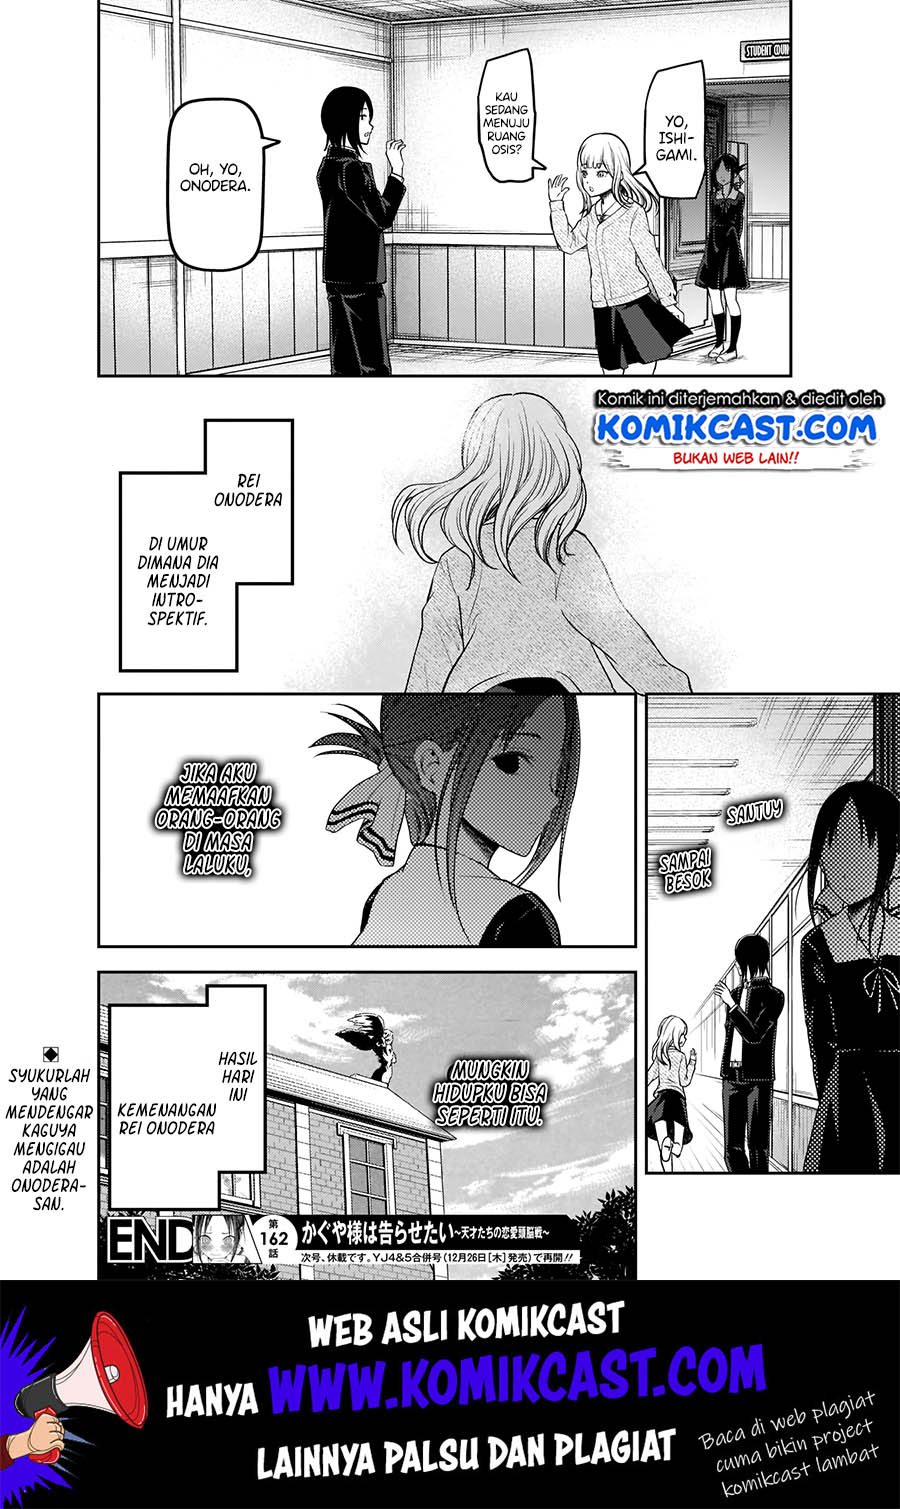 STUDENT COUN
YO,
ISHI-
GAMI.
KAU
SEDANG
MENUJU
RUANG
OSIS?
OH, YO,
ONODERA.
Komik ini diterjemahkan & diedit oleh
KOMIKCAST.COM
BUKAN WEB LAIN!!
REI
ONODERA
DI UMUR
DIMANA DIA
MENJADI
INTRO-
SPEKTIF.
SANTUY
SAMPAI
BESOK
JIKA AKU
MEMAAFKAN
ORANG-ORANG
DI MASA
LALUKU,
MUNGKIN
HIDUPKU BISA
SEPERTI ITU.
HASIL
HARI
INI
KEMENANGAN
REI ONODERA
SYUKURLAH
YANG
MENDENGAR
KAGUYA
MENGIGAU
ADALAH
ONODERA-
SAN.
END
第
162
話
かぐや様は告らせたい~天才たちの恋愛頭脳戦~
次号、休載です。YJ4&5合併号(12月26日[木]発売)で再開!!
WEB ASLI KOMIKCAST
HANYA WWW.KOMIKCAST.COM
LAINNYA PALSU DAN PLAGIAT
Baca di web plagiat
cuma bikin project
komikcast lambat